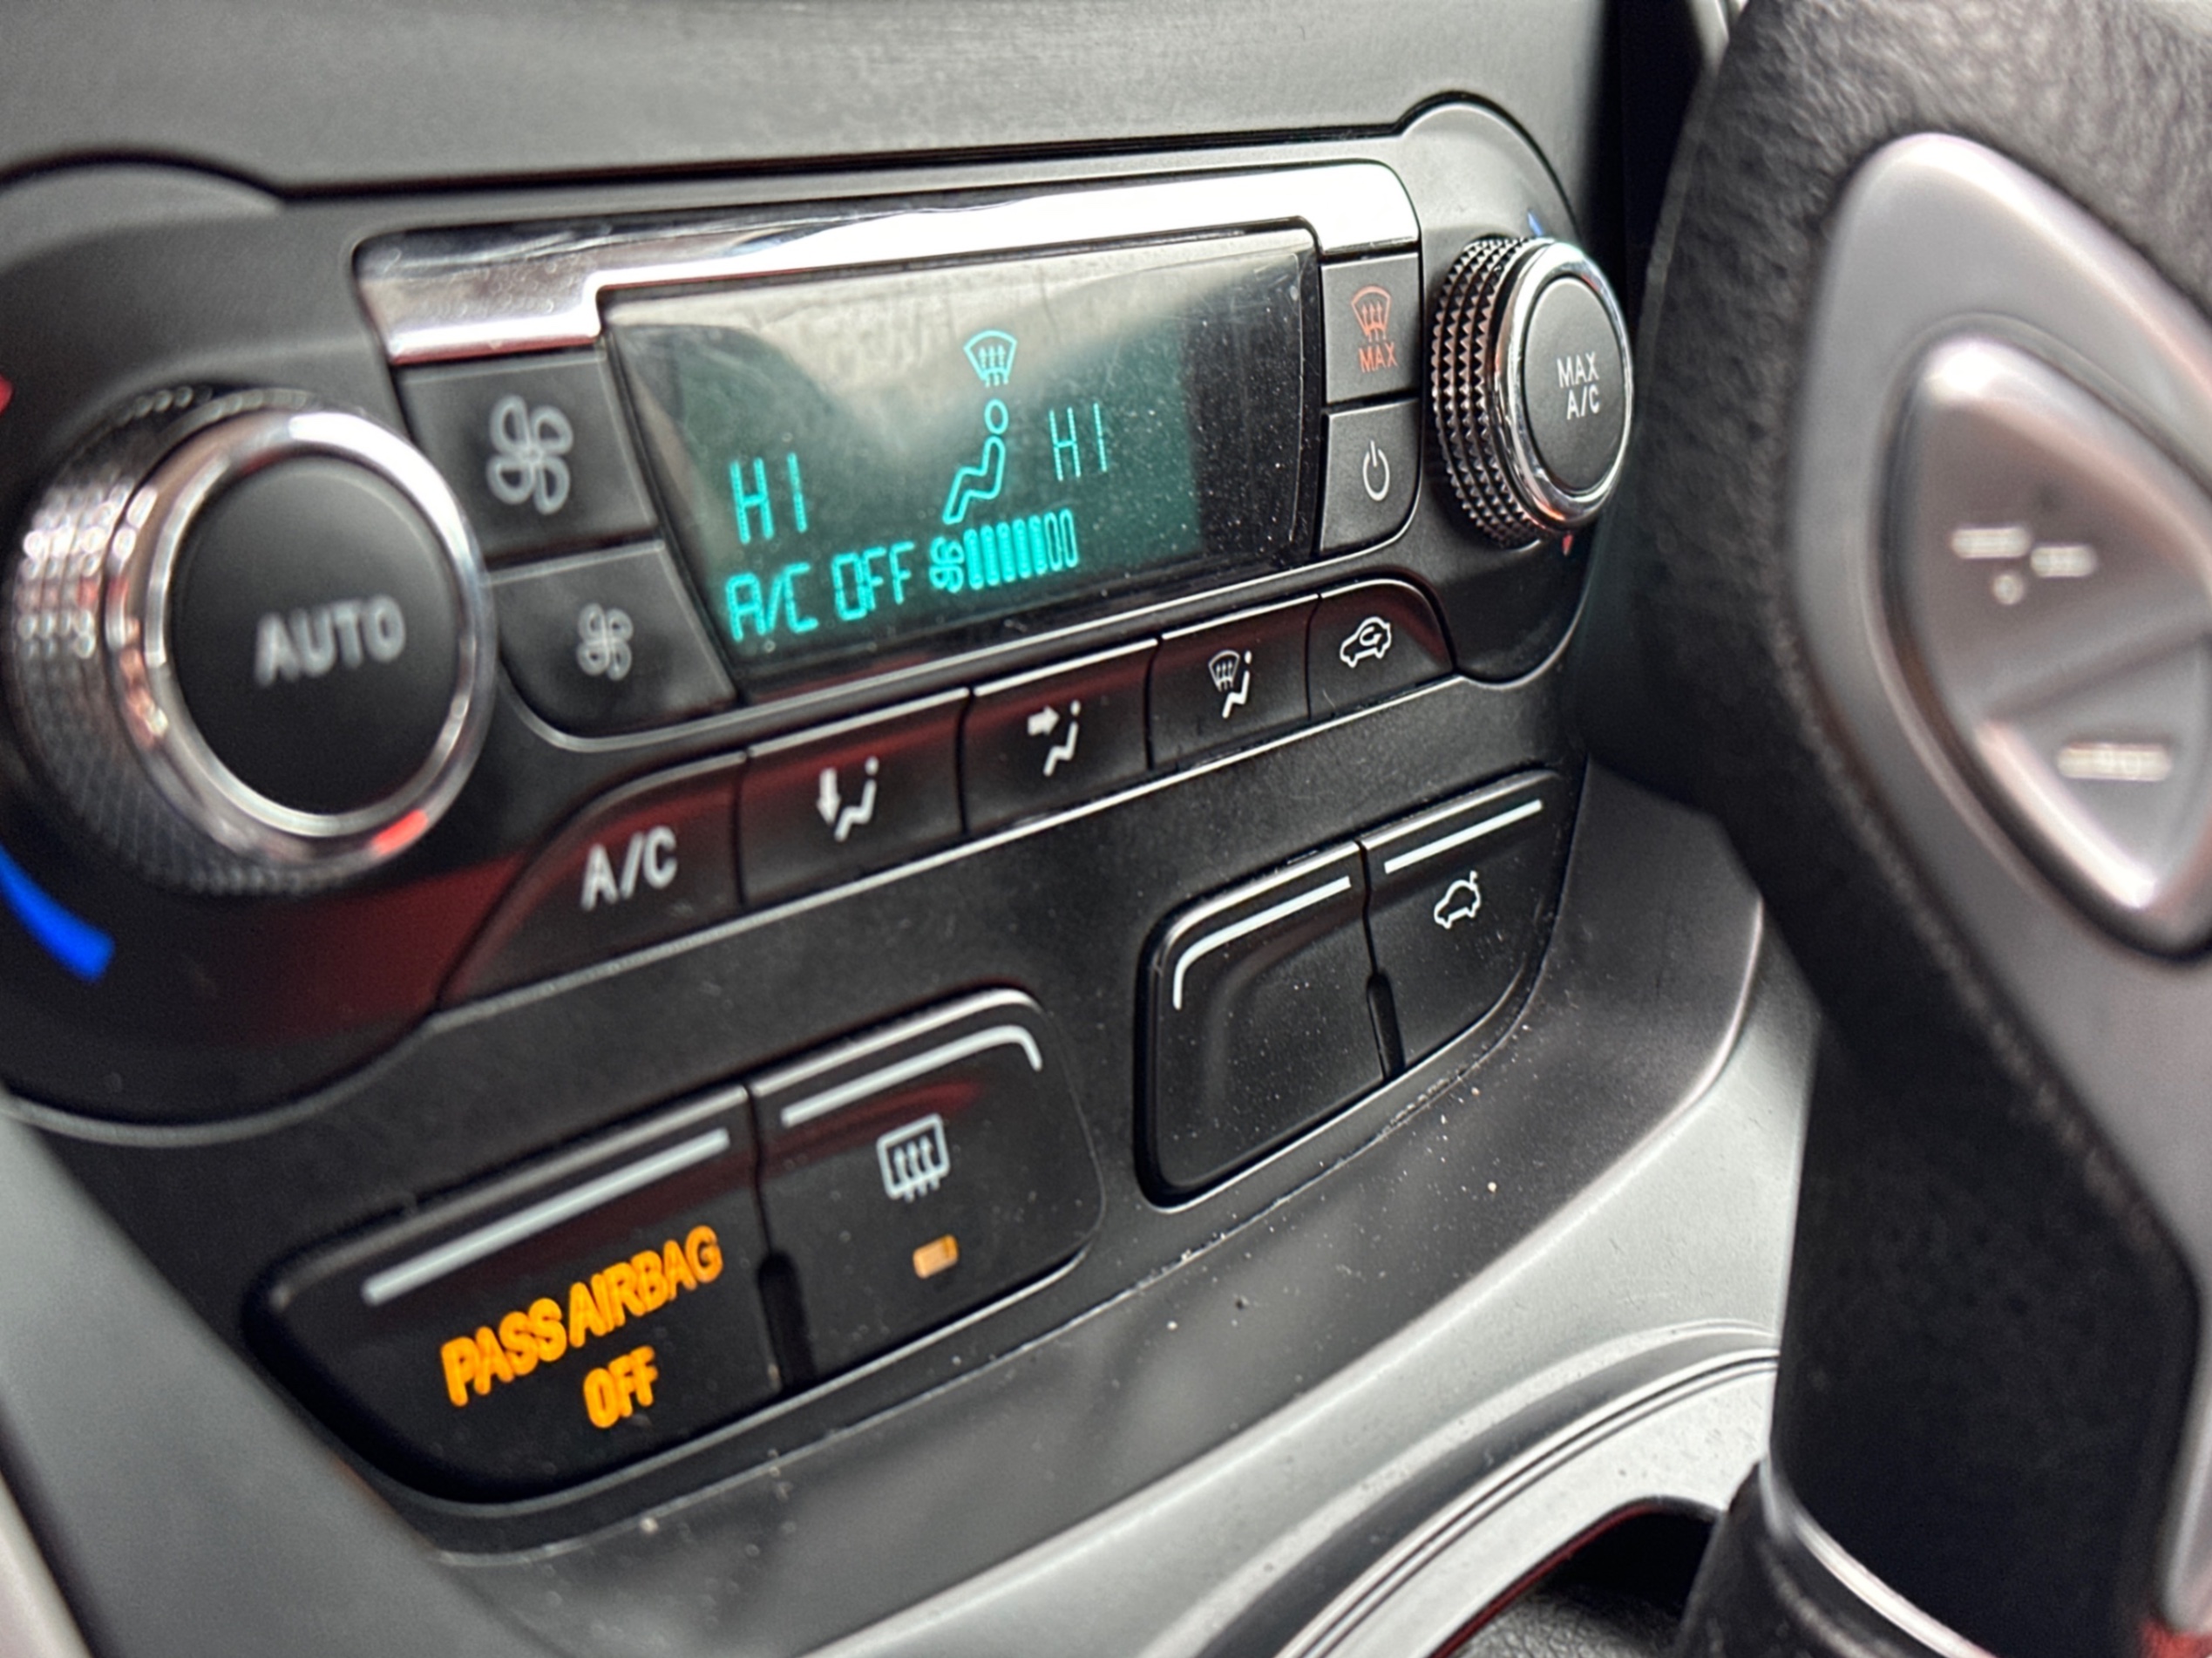 MAX
HI
HI
MAX
A/C
A/C OFF
AUTO
A/C
PASS AIRBAG
OFF